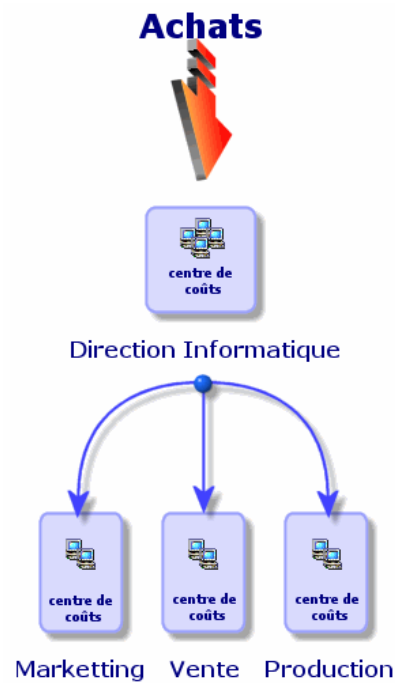 Achats
centre de
coûts
Direction Informatique
centre de
coûts
centre de
coûts
centre de
coûts
Marketting Vente Production